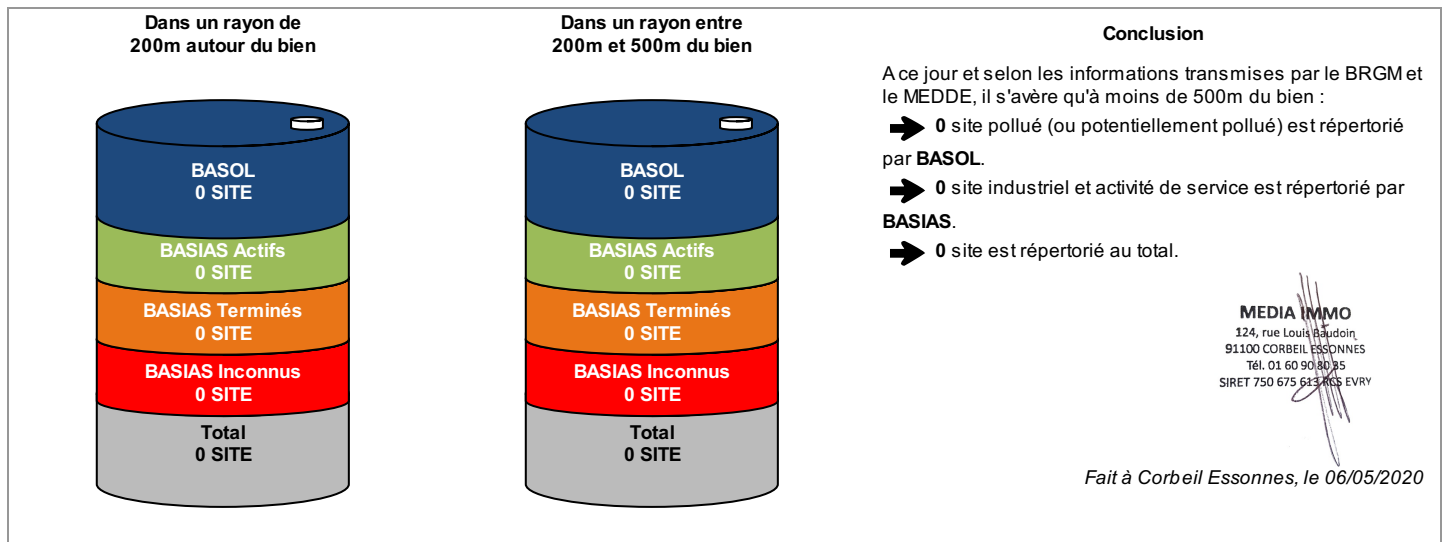 Dans un rayon de
200m autour du bien
BASOL
0 SITE
BASIAS Actifs
0 SITE
BASIAS Terminés
0 SITE
BASIAS Inconnus
0 SITE
Total
0 SITE
Dans un rayon entre
200m et 500m du bien
BASOL
0 SITE
BASIAS Actifs
0 SITE
BASIAS Terminés
0 SITE
BASIAS Inconnus
0 SITE
Total
0 SITE
Conclusion
A ce jour et selon les informations transmises par le BRGM et
le MEDDE, il s'avère qu'à moins de 500m du bien :
0 site pollué (ou potentiellement pollué) est répertorié
par BASOL.
0 site industriel et activité de service est répertorié par
BASIAS.
0 site est répertorié au total.
MEDIA IMMO
124, rue Louis Baudoin
91100 CORBEIL ESSONNES
Tél. 01 60 90 80 85
SIRET 750 675 613 RCS EVRY
Fait à Corbeil Essonnes, le 06/05/2020